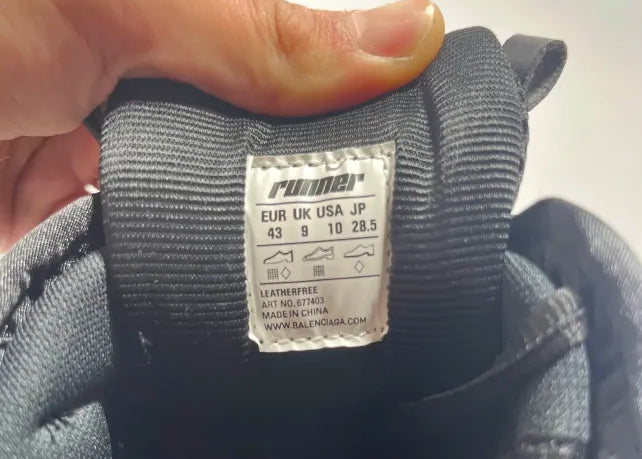 runner
EUR UK USA JP
43 9 10 28.5
LEATHERFREE
ART NO.677403
MADE IN CHINA
WWW.BALENCIAGA.COM